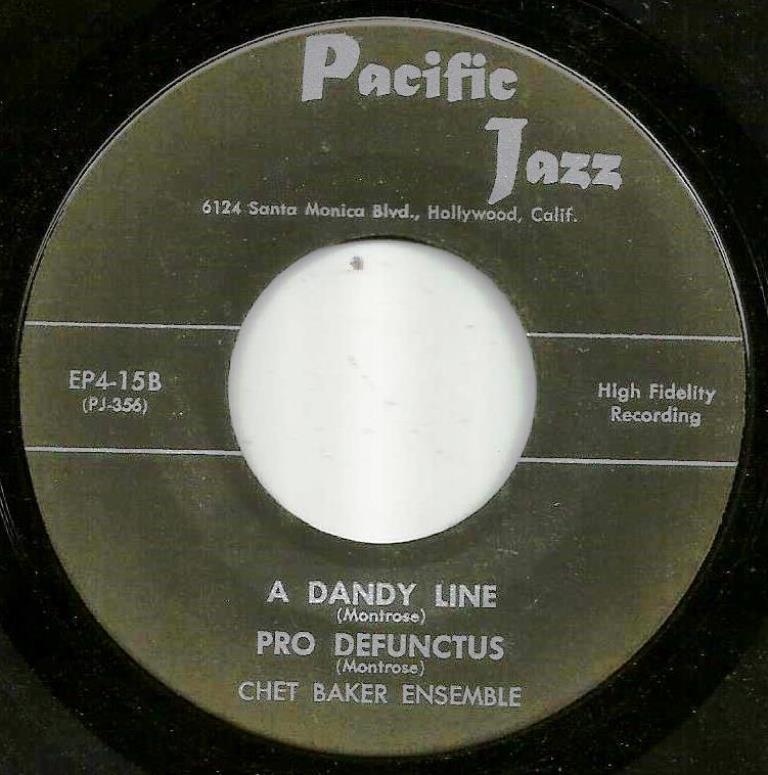 Pacific
Jazz
6124 Santa Monica Blvd., Hollywood, Calif.
EP4-15B
(PJ-356)
High Fidelity
Recording
A DANDY LINE
(Montrose)
PRO DEFUNCTUS
(Montrose)
CHET BAKER ENSEMBLE